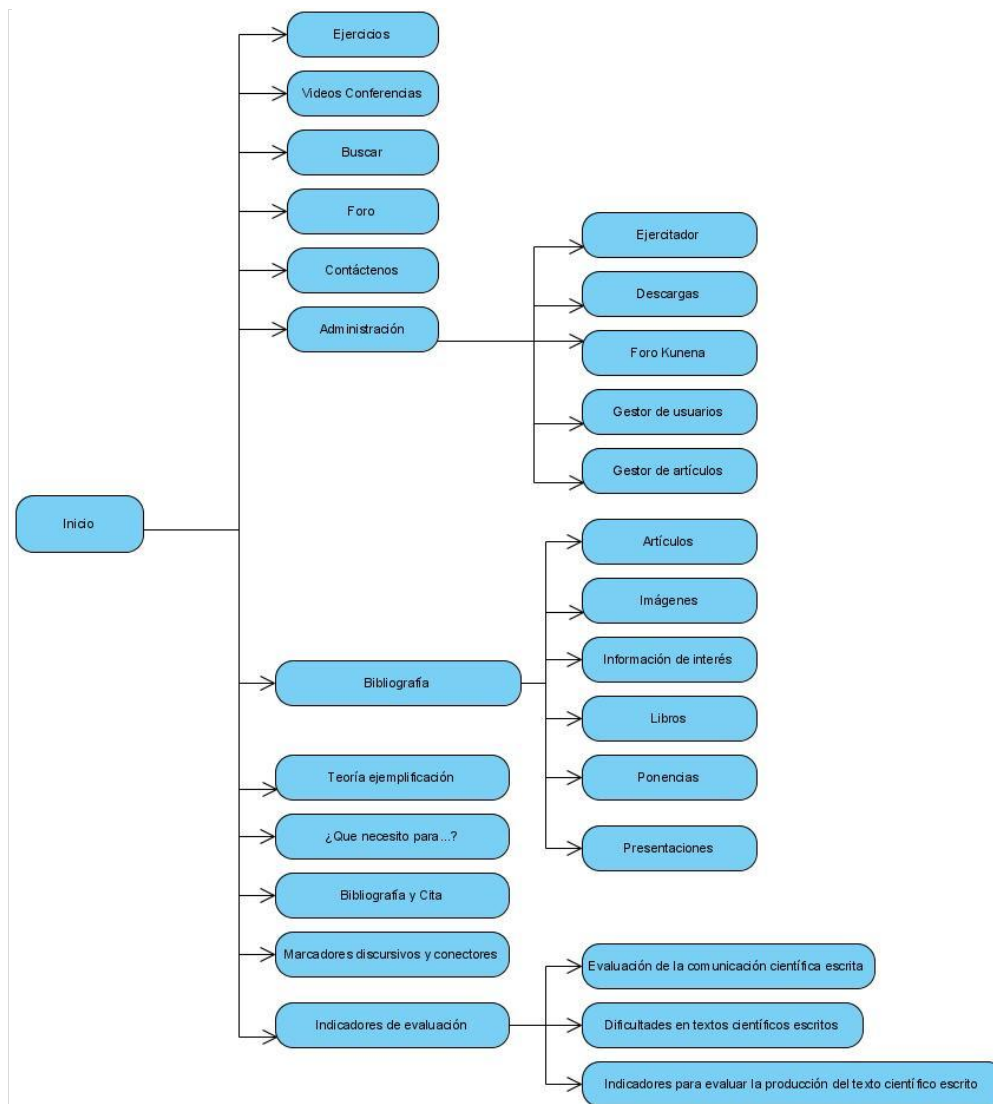 Ejercicios
Videos Conferencias
Buscar
Foro
Contáctenos
Administración
Ejercitador
Descargas
Foro Kunena
Gestor de usuarios
Gestor de artículos
Inicio
Bibliografía
Artículos
Imágenes
Información de interés
Libros
Ponencias
Presentaciones
Teoría ejemplificación
¿Que necesito para...?
Bibliografía y Cita
Marcadores discursivos y conectores
Indicadores de evaluación
Evaluación de la comunicación científica escrita
Dificultades en textos científicos escritos
Indicadores para evaluar la producción del texto científico escrito